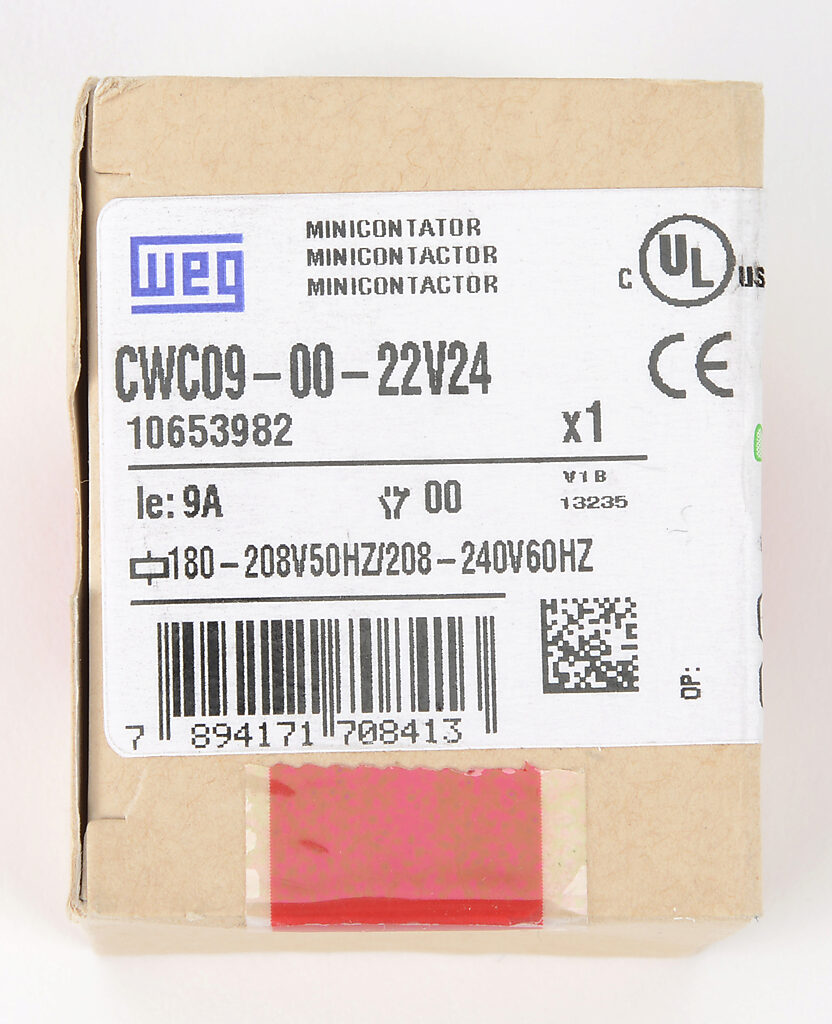 weg
MINICONTATOR
MINICONTACTOR
MINICONTACTOR
C UL US
CE
CWC09-00-22V24
10653982
x1
Ie: 9A
00
V1B
13235
180-208V50HZ/208-240V60HZ
7 894171 708413
OP: